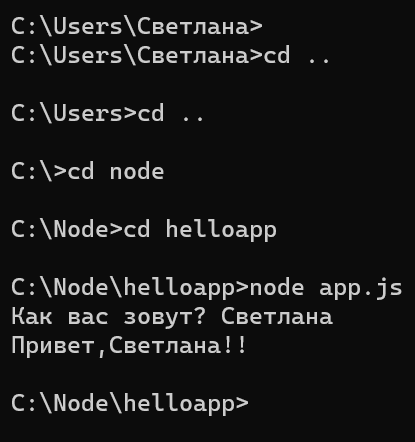 C:\Users\Светлана>
C:\Users\Светлана>cd ..
C:\Users>cd ..
C:\>cd node
C:\Node>cd helloapp
C:\Node\helloapp>node app.js
Как вас зовут? Светлана
Привет,Светлана!!
C:\Node\helloapp>